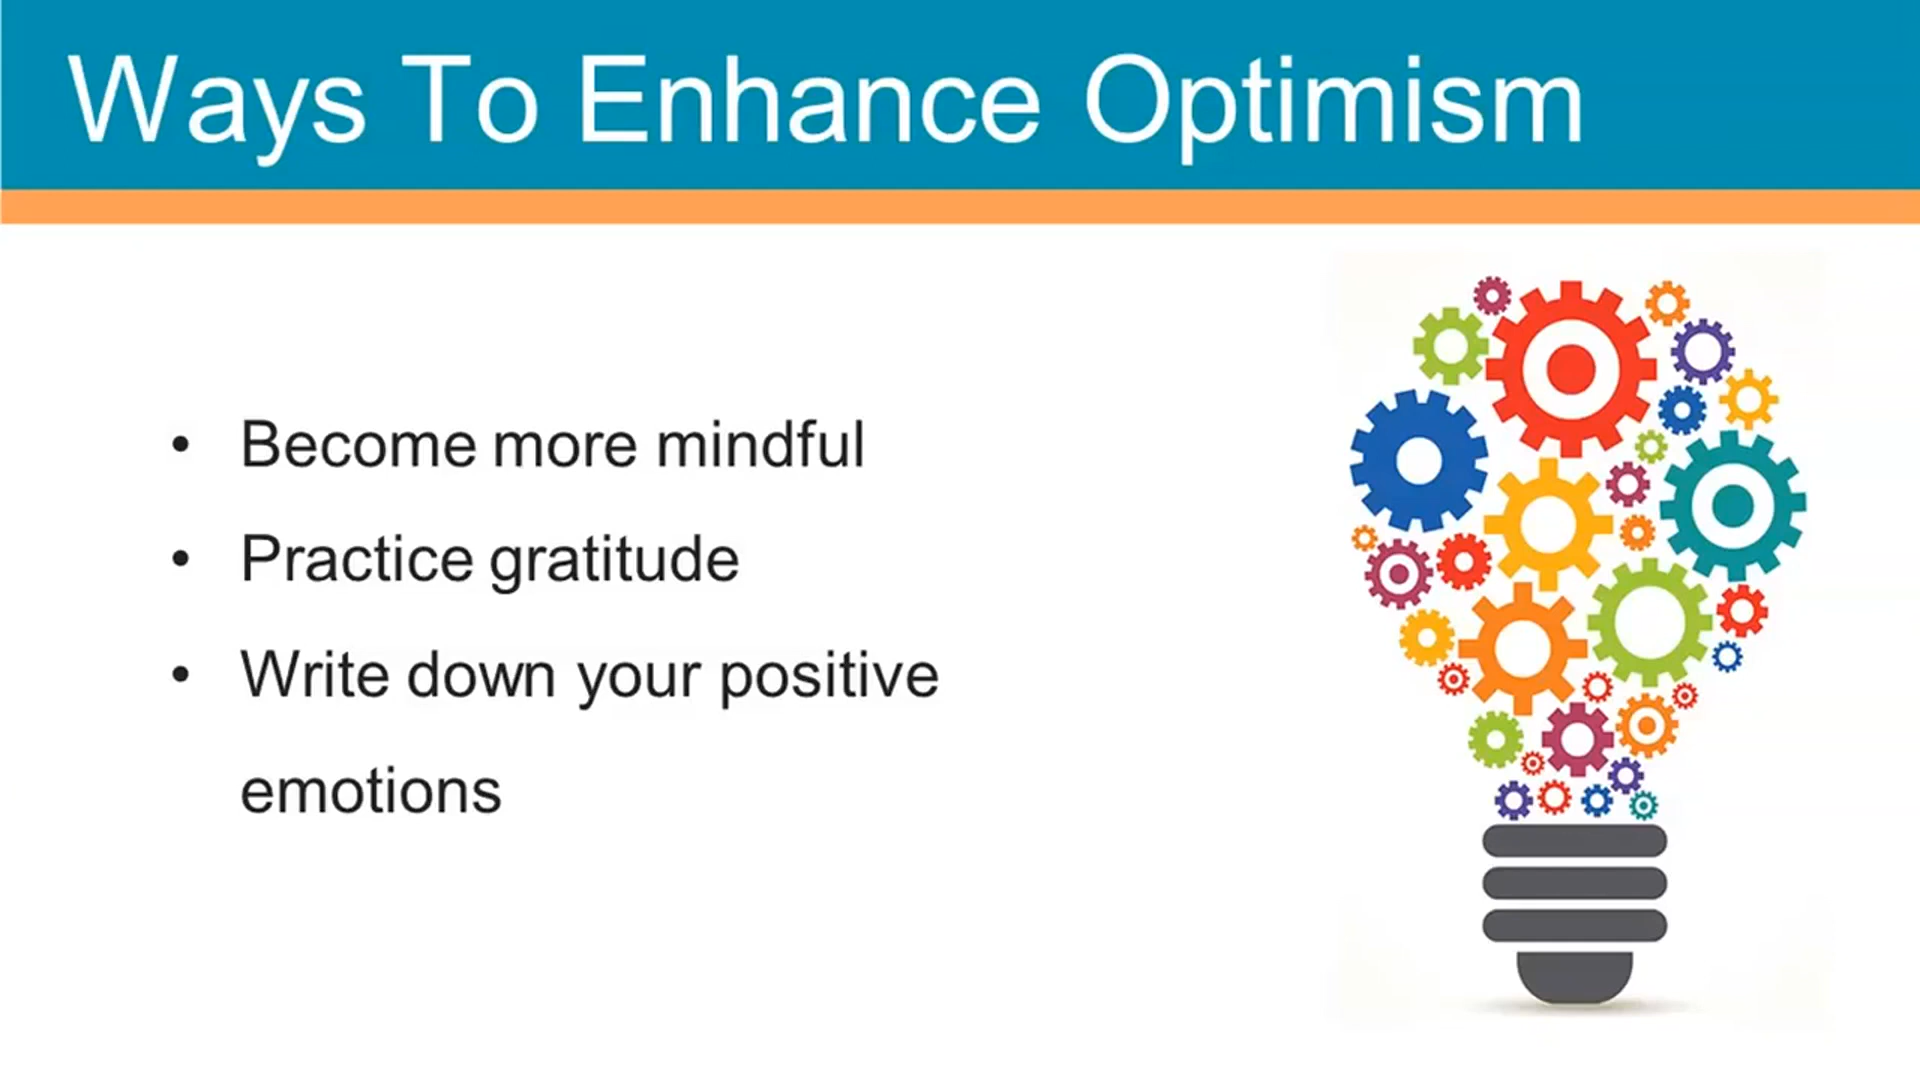 Ways To Enhance Optimism
• Become more mindful
• Practice gratitude
• Write down your positive
emotions